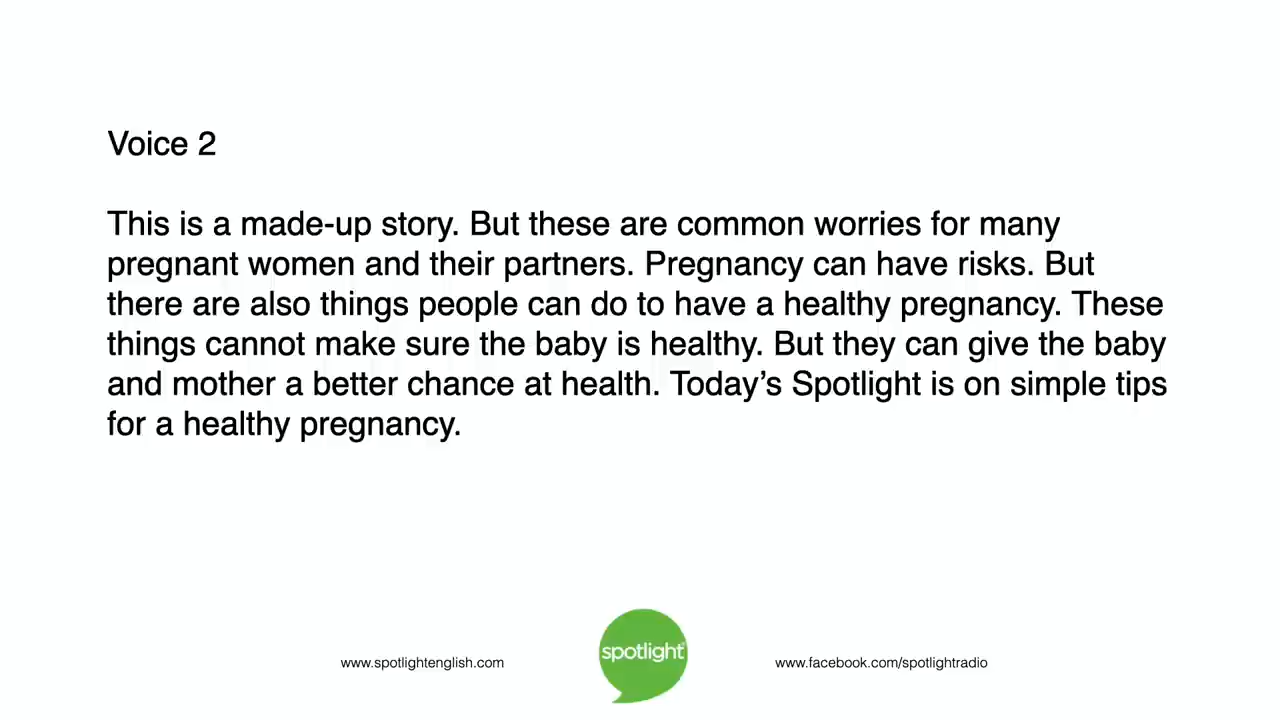 Voice 2
This is a made-up story. But these are common worries for many
pregnant women and their partners. Pregnancy can have risks. But
there are also things people can do to have a healthy pregnancy. These
things cannot make sure the baby is healthy. But they can give the baby
and mother a better chance at health. Today’s Spotlight is on simple tips
for a healthy pregnancy.
www.spotlightenglish.com
spotlight
www.facebook.com/spotlightradio